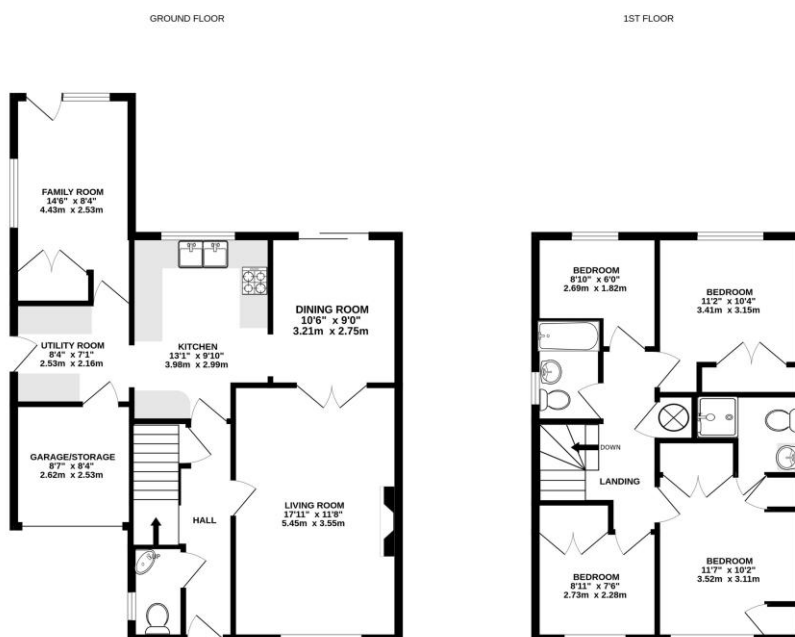 GROUND FLOOR
1ST FLOOR
FAMILY ROOM
14'6" x 8'4"
4.43m x 2.53m
UTILITY ROOM
8'4" x 7'1"
2.53m x 2.16m
KITCHEN
13'1" x 9'10"
3.98m x 2.99m
DINING ROOM
10'6" x 9'0"
3.21m x 2.75m
GARAGE/STORAGE
8'7" x 8'4"
2.62m x 2.53m
HALL
LIVING ROOM
17'11" x 11'8"
5.45m x 3.55m
UP
BEDROOM
8'10" x 6'0"
2.69m x 1.82m
BEDROOM
11'2" x 10'4"
3.41m x 3.15m
DOWN
LANDING
BEDROOM
8'11" x 7'6"
2.73m x 2.28m
BEDROOM
11'7" x 10'2"
3.52m x 3.11m